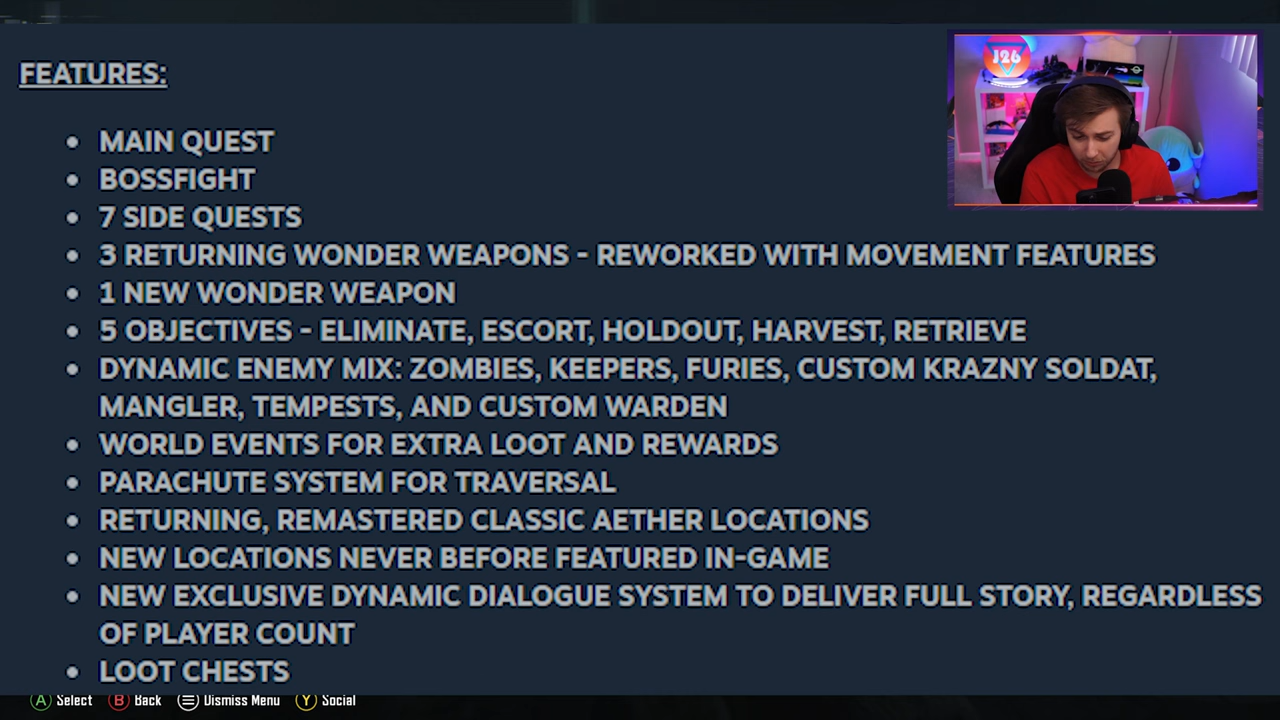 FEATURES:
J26
• MAIN QUEST
• BOSSFIGHT
• 7 SIDE QUESTS
• 3 RETURNING WONDER WEAPONS - REWORKED WITH MOVEMENT FEATURES
• 1 NEW WONDER WEAPON
• 5 OBJECTIVES - ELIMINATE, ESCORT, HOLDOUT, HARVEST, RETRIEVE
• DYNAMIC ENEMY MIX: ZOMBIES, KEEPERS, FURIES, CUSTOM KRAZNY SOLDAT,
MANGLER, TEMPESTS, AND CUSTOM WARDEN
• WORLD EVENTS FOR EXTRA LOOT AND REWARDS
• PARACHUTE SYSTEM FOR TRAVERSAL
• RETURNING, REMASTERED CLASSIC AETHER LOCATIONS
• NEW LOCATIONS NEVER BEFORE FEATURED IN-GAME
• NEW EXCLUSIVE DYNAMIC DIALOGUE SYSTEM TO DELIVER FULL STORY, REGARDLESS
OF PLAYER COUNT
• LOOT CHESTS
A Select B Back Dismiss Menu Y Social